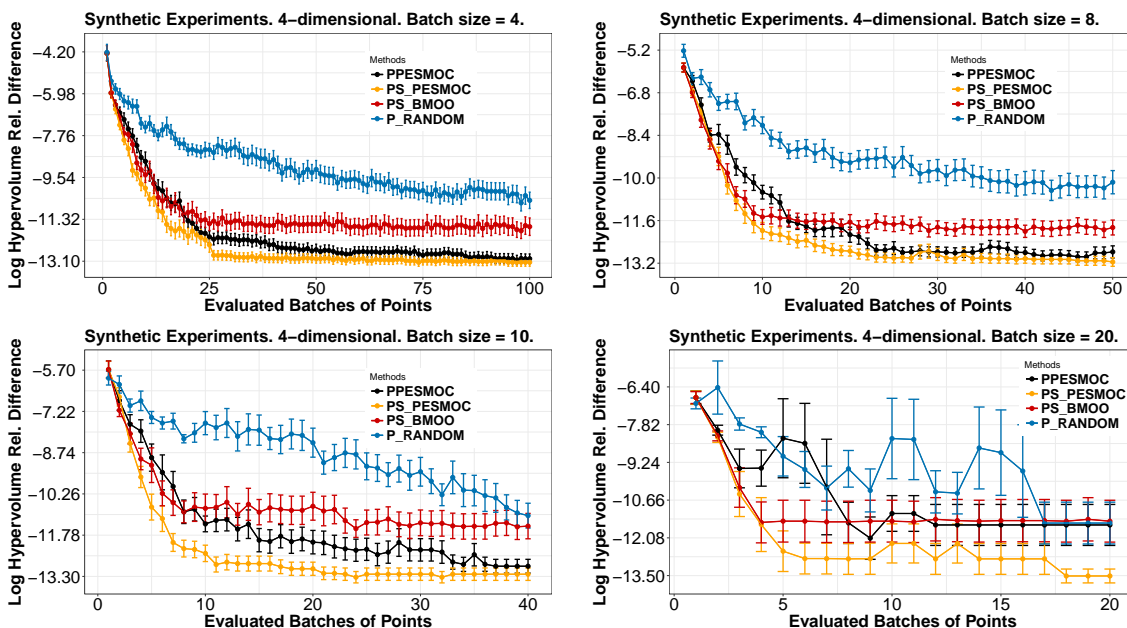 Synthetic Experiments. 4-dimensional. Batch size = 4.
Log Hypervolume Rel. Difference
−4.20
−5.98
−7.76
−9.54
−11.32
−13.10
Methods
PPESMOC
PS_PESMOC
PS_BMOO
P_RANDOM
0
25
50
75
100
Evaluated Batches of Points
Synthetic Experiments. 4-dimensional. Batch size = 8.
Log Hypervolume Rel. Difference
−5.2
−6.8
−8.4
−10.0
−11.6
−13.2
Methods
PPESMOC
PS_PESMOC
PS_BMOO
P_RANDOM
0
10
20
30
40
50
Evaluated Batches of Points
Synthetic Experiments. 4-dimensional. Batch size = 10.
Log Hypervolume Rel. Difference
−5.70
−7.22
−8.74
−10.26
−11.78
−13.30
Methods
PPESMOC
PS_PESMOC
PS_BMOO
P_RANDOM
0
10
20
30
40
Evaluated Batches of Points
Synthetic Experiments. 4-dimensional. Batch size = 20.
Log Hypervolume Rel. Difference
−6.40
−7.82
−9.24
−10.66
−12.08
−13.50
Methods
PPESMOC
PS_PESMOC
PS_BMOO
P_RANDOM
0
5
10
15
20
Evaluated Batches of Points